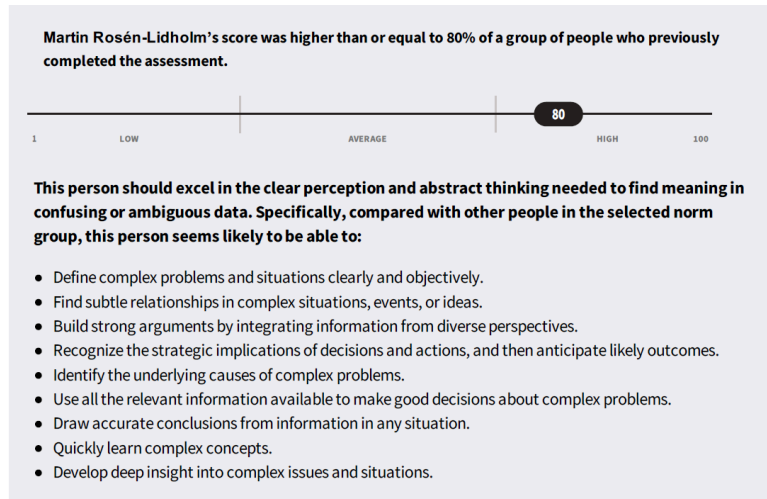 Martin Rosén-Lidholm's score was higher than or equal to 80% of a group of people who previously
completed the assessment.
80
1 LOW AVERAGE HIGH 100
This person should excel in the clear perception and abstract thinking needed to find meaning in
confusing or ambiguous data. Specifically, compared with other people in the selected norm
group, this person seems likely to be able to:
● Define complex problems and situations clearly and objectively.
● Find subtle relationships in complex situations, events, or ideas.
● Build strong arguments by integrating information from diverse perspectives.
● Recognize the strategic implications of decisions and actions, and then anticipate likely outcomes.
● Identify the underlying causes of complex problems.
● Use all the relevant information available to make good decisions about complex problems.
● Draw accurate conclusions from information in any situation.
● Quickly learn complex concepts.
● Develop deep insight into complex issues and situations.